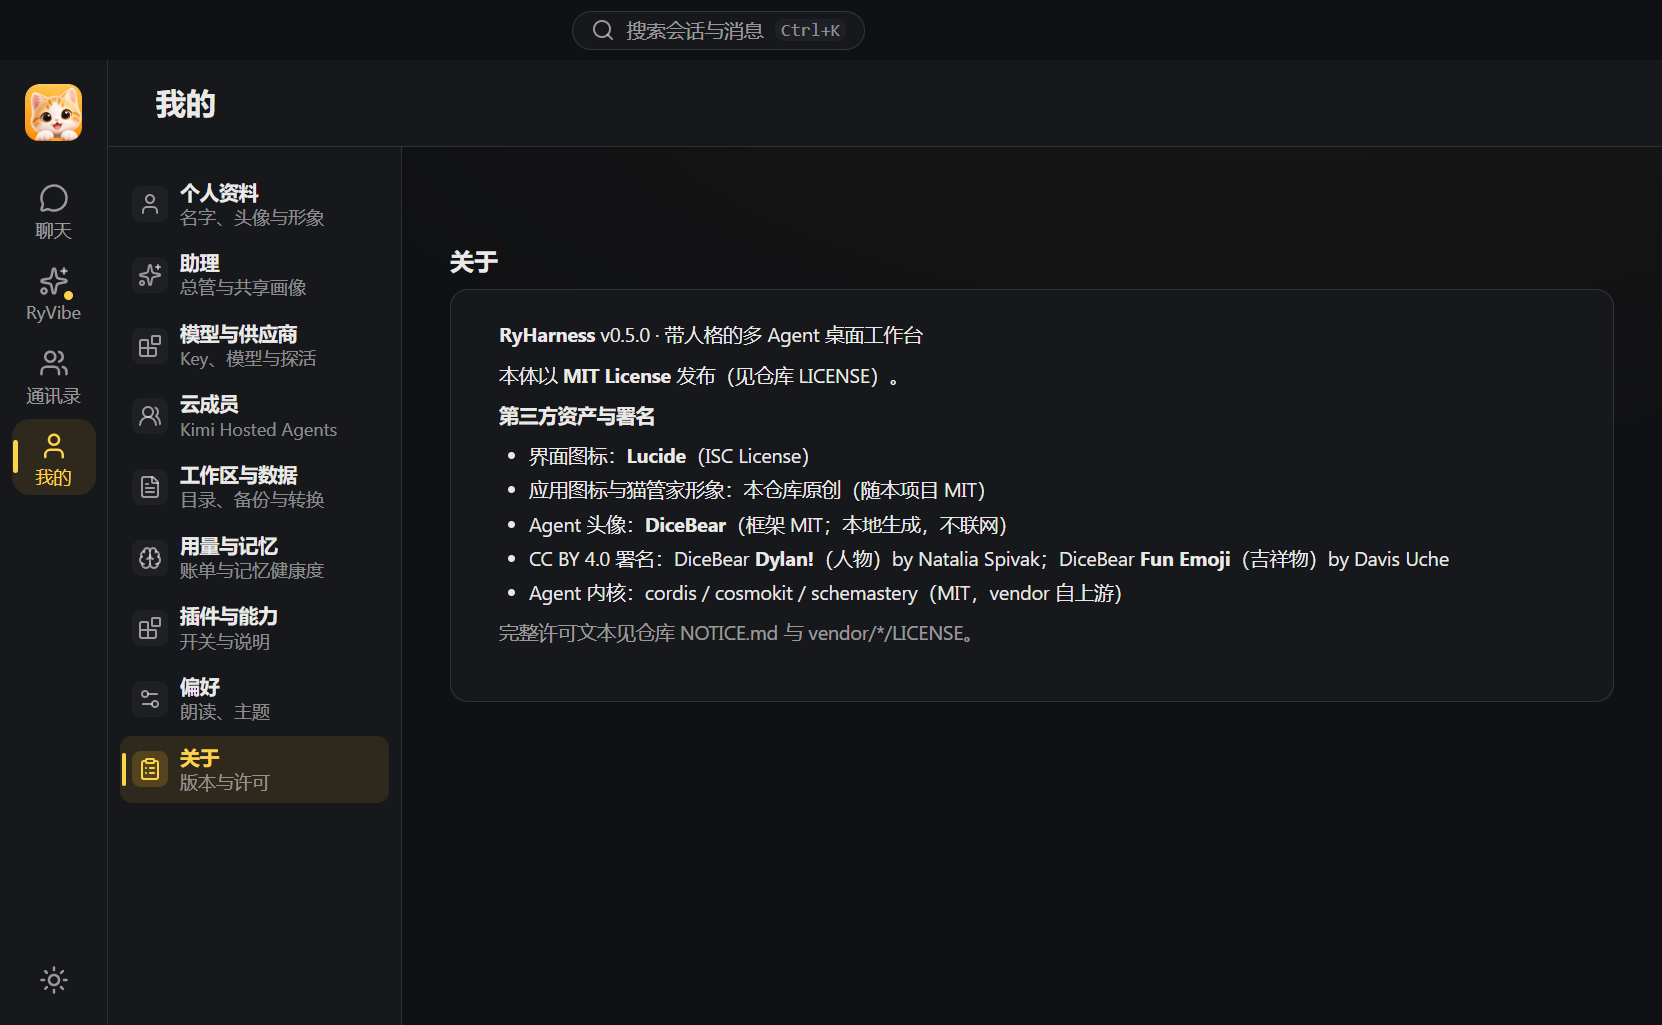 搜索会话与消息 Ctrl+K
我的
聊天
RyVibe
通讯录
我的
个人资料
名字、头像与形象
助理
总管与共享画像
模型与供应商
Key、模型与探活
云成员
Kimi Hosted Agents
工作区与数据
目录、备份与转换
用量与记忆
账单与记忆健康度
插件与能力
开关与说明
偏好
朗读、主题
关于
版本与许可
关于
RyHarness v0.5.0 · 带人格的多 Agent 桌面工作台
本体以 MIT License 发布（见仓库 LICENSE）。
第三方资产与署名
界面图标：Lucide（ISC License）
应用图标与猫管家形象：本仓库原创（随本项目 MIT）
Agent 头像：DiceBear（框架 MIT；本地生成，不联网）
CC BY 4.0 署名：DiceBear Dylan!（人物）by Natalia Spivak；DiceBear Fun Emoji（吉祥物）by Davis Uche
Agent 内核：cordis / cosmokit / schemastery（MIT，vendor 自上游）
完整许可文本见仓库 NOTICE.md 与 vendor/*/LICENSE。